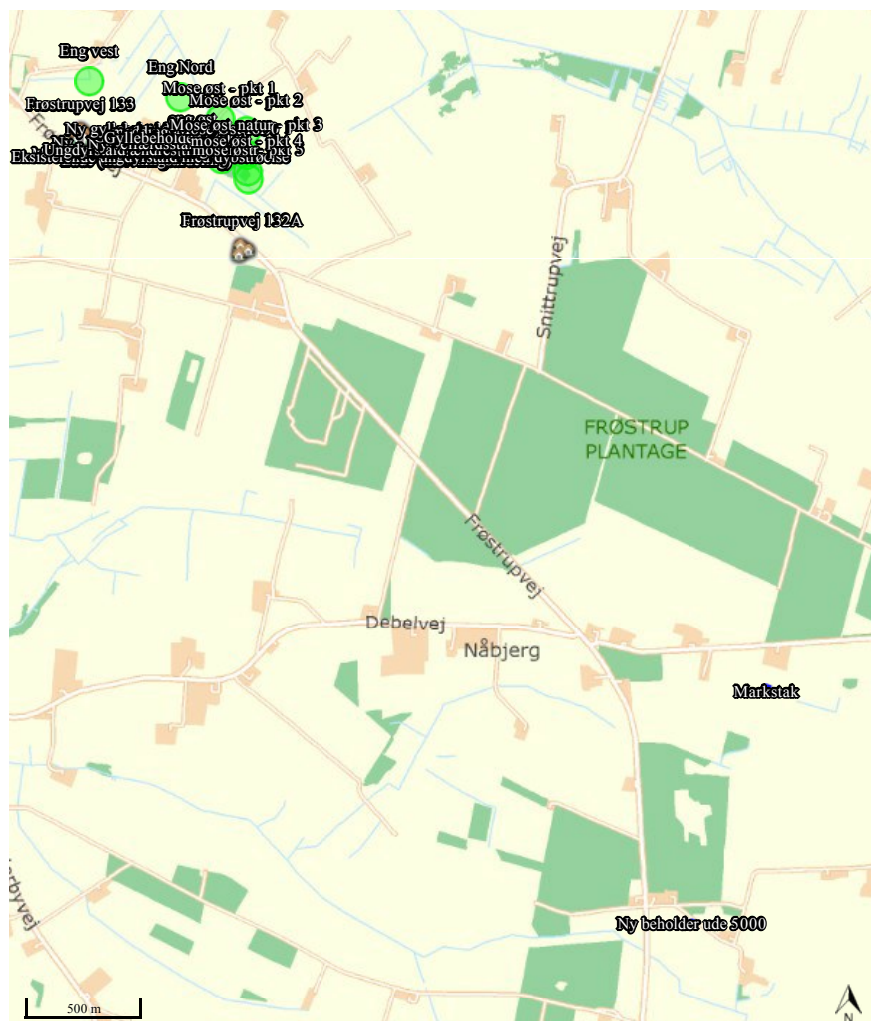 Eng vest
Eng Nord
Mose øst - pkt 1
Mose øst - pkt 2
Frøstrupvej 133
Mose øst natur - pkt 3
mose øst - pkt 4
mose øst - pkt 5
Frøstrupvej 132A
Snittrupvej
FRØSTRUP
PLANTAGE
Frøstrupvej
Debelvej
Nåbjerg
Markstak
Ny beholder ude 5000
500 m
N